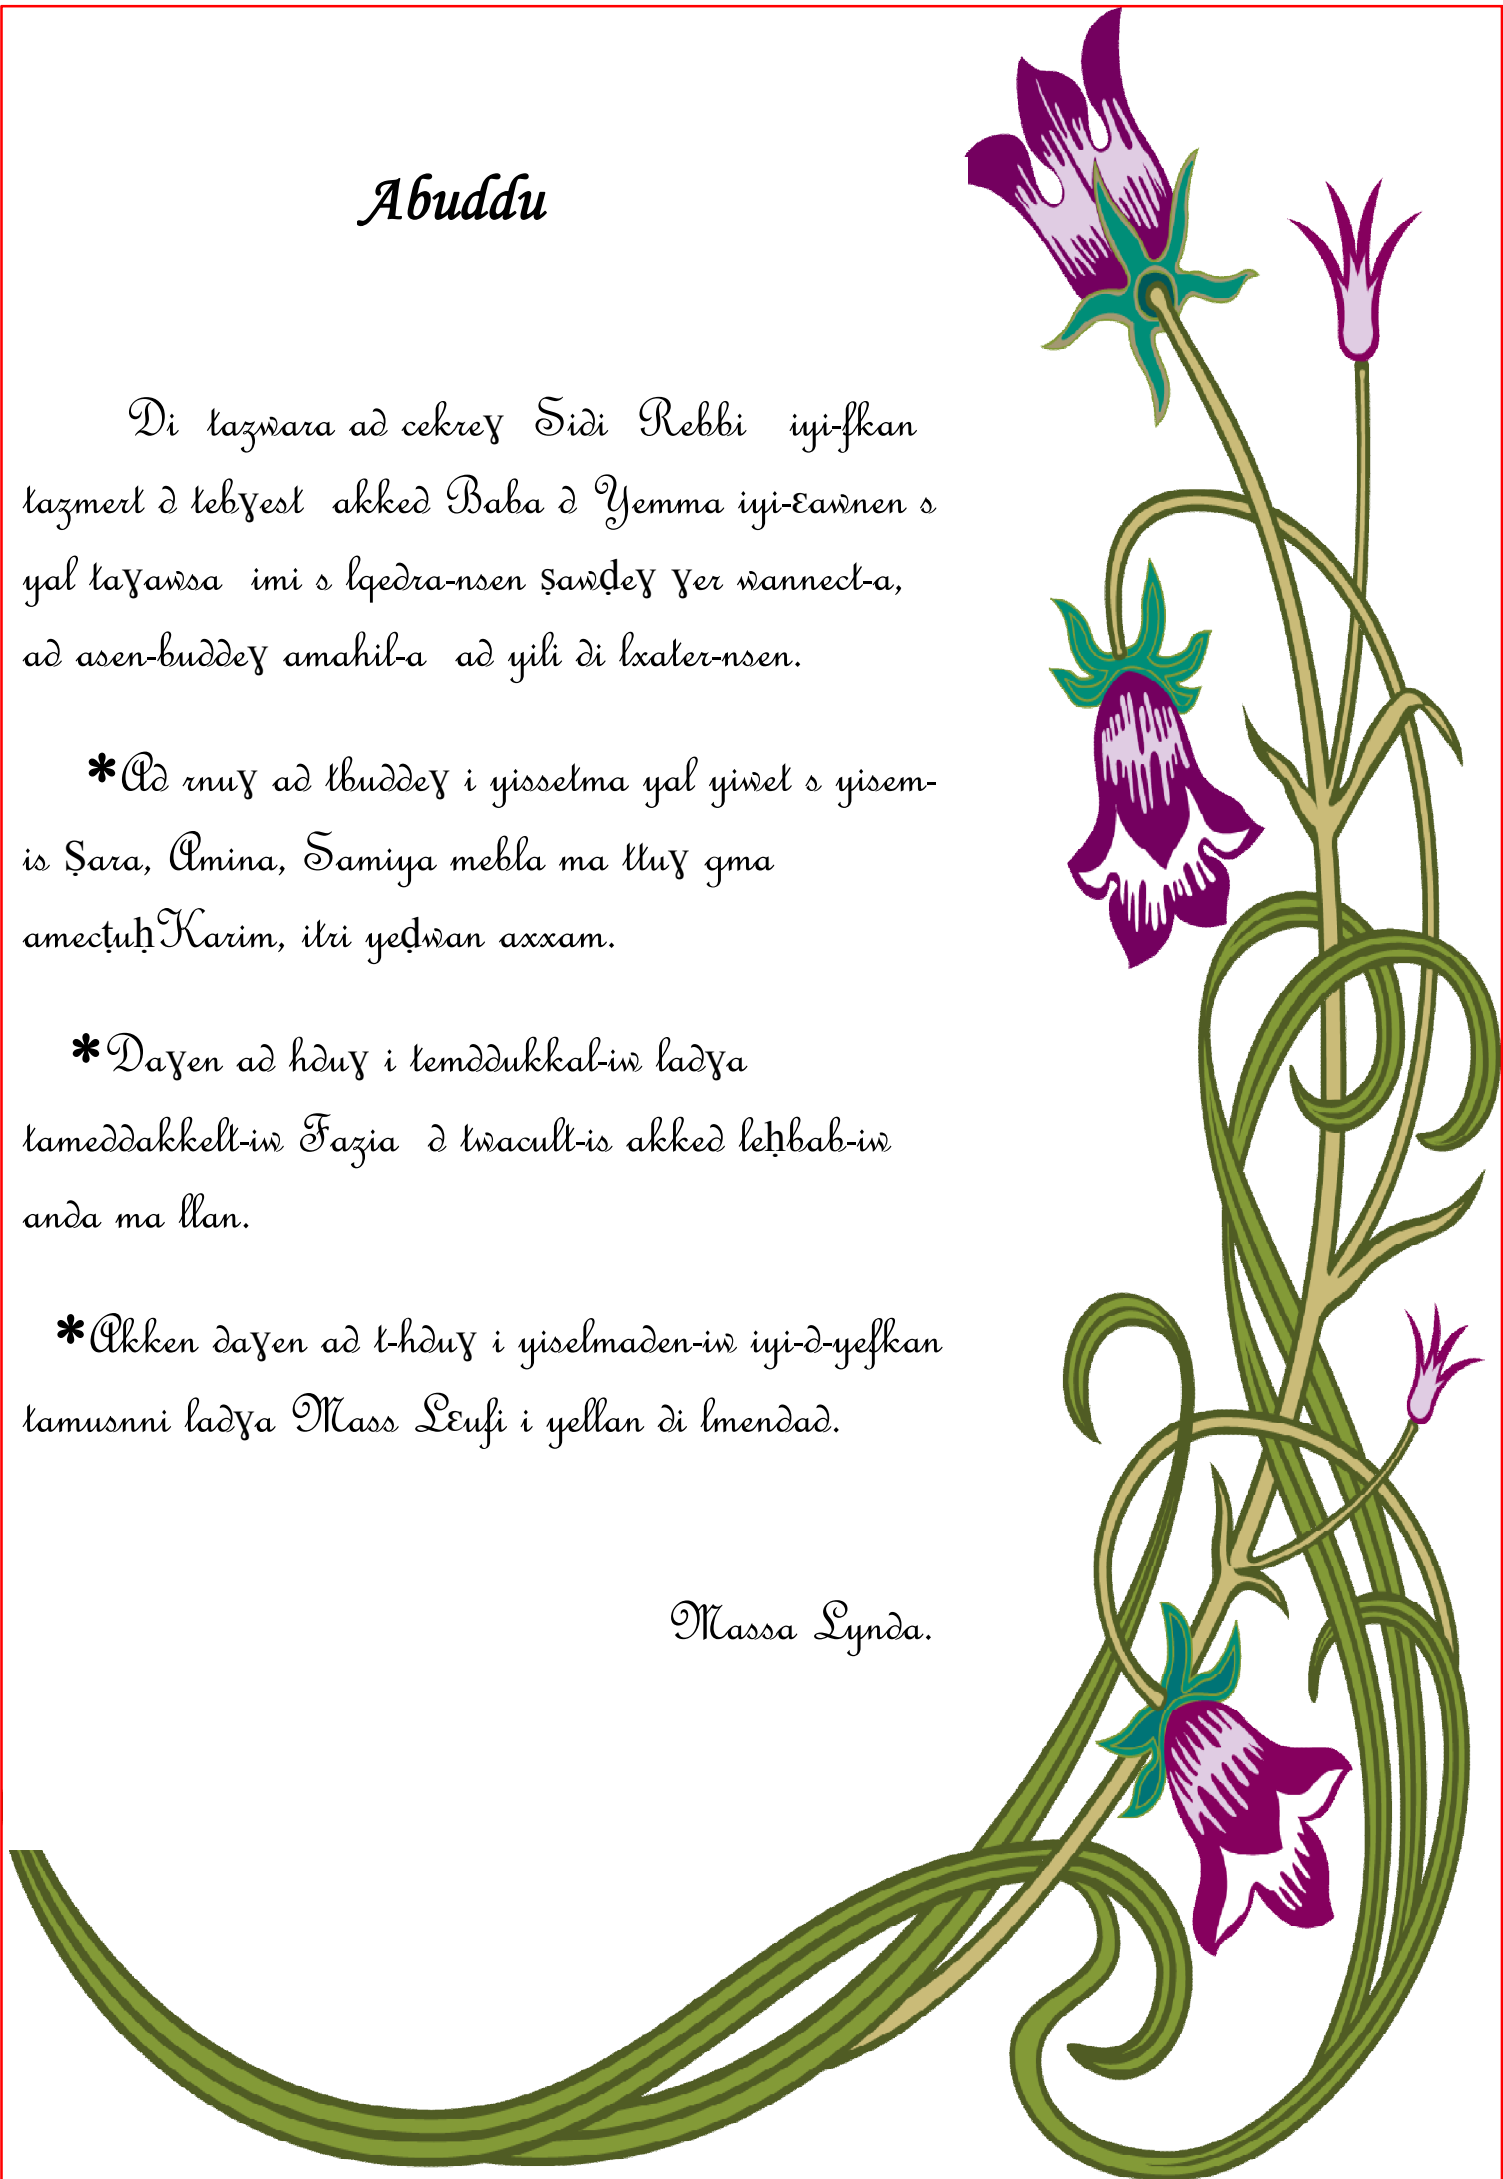 Abuddu
Di tazwara ad cekreɣ Sidi Rebbi iyi-fkan
tazmert d tebɣest akked Baba d Yemma iyi-ɛawnen s
yal taɣawsa imi s lqedra-nsen ṣawḍeɣ ɣer wannect-a,
ad asen-buddeɣ amahil-a ad yili di lxater-nsen.
*Ad rnuɣ ad tbuddeɣ i yissetma yal yiwet s yisem-
is Ṣara, Amina, Samiya mebla ma ttuɣ gma
amecṭuḥ Karim, itri yeḍwan axxam.
*Daɣen ad hduɣ i temddukkal-iw ladɣa
tameddakkelt-iw Fazia d twacult-is akked leḥbab-iw
anda ma llan.
*Akken daɣen ad t-hduɣ i yiselmaden-iw iyi-d-yefkan
tamusnni ladɣa Mass Lɛufi i yellan di lmendad.
Massa Lynda.